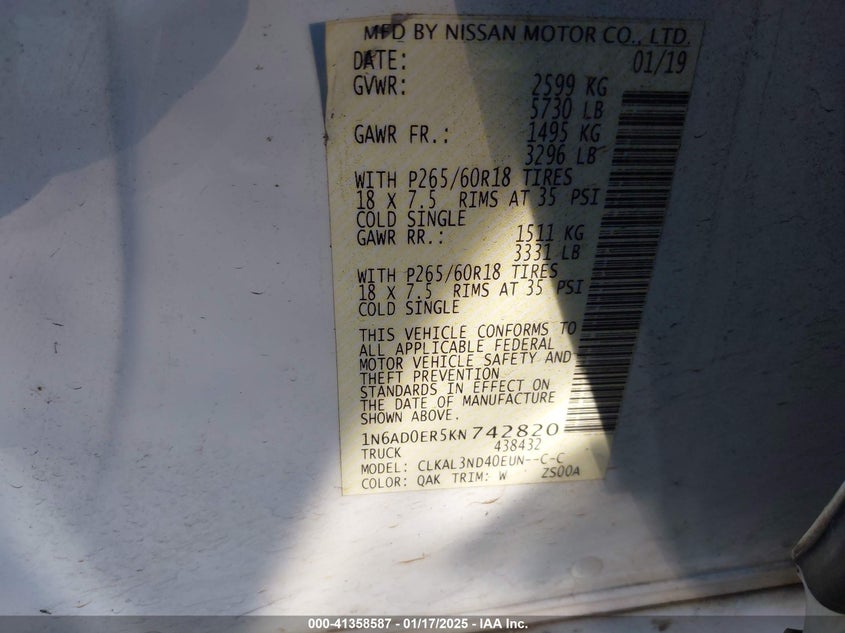 MFD BY NISSAN MOTOR CO., LTD.
DATE: 01/19
GVWR: 2599 KG
5730 LB
GAWR FR.: 1495 KG
3296 LB
WITH P265/60R18 TIRES
18 X 7.5 RIMS AT 35 PSI
COLD SINGLE
GAWR RR.: 1511 KG
3331 LB
WITH P265/60R18 TIRES
18 X 7.5 RIMS AT 35 PSI
COLD SINGLE
THIS VEHICLE CONFORMS TO
ALL APPLICABLE FEDERAL
MOTOR VEHICLE SAFETY AND
THEFT PREVENTION
STANDARDS IN EFFECT ON
THE DATE OF MANUFACTURE
SHOWN ABOVE.
1N6AD0ER5KN742820
TRUCK 438432
MODEL: CLKAL3ND40EUN--C-C
COLOR: QAK TRIM: W ZS00A
000-41358587 - 01/17/2025 - IAA Inc.